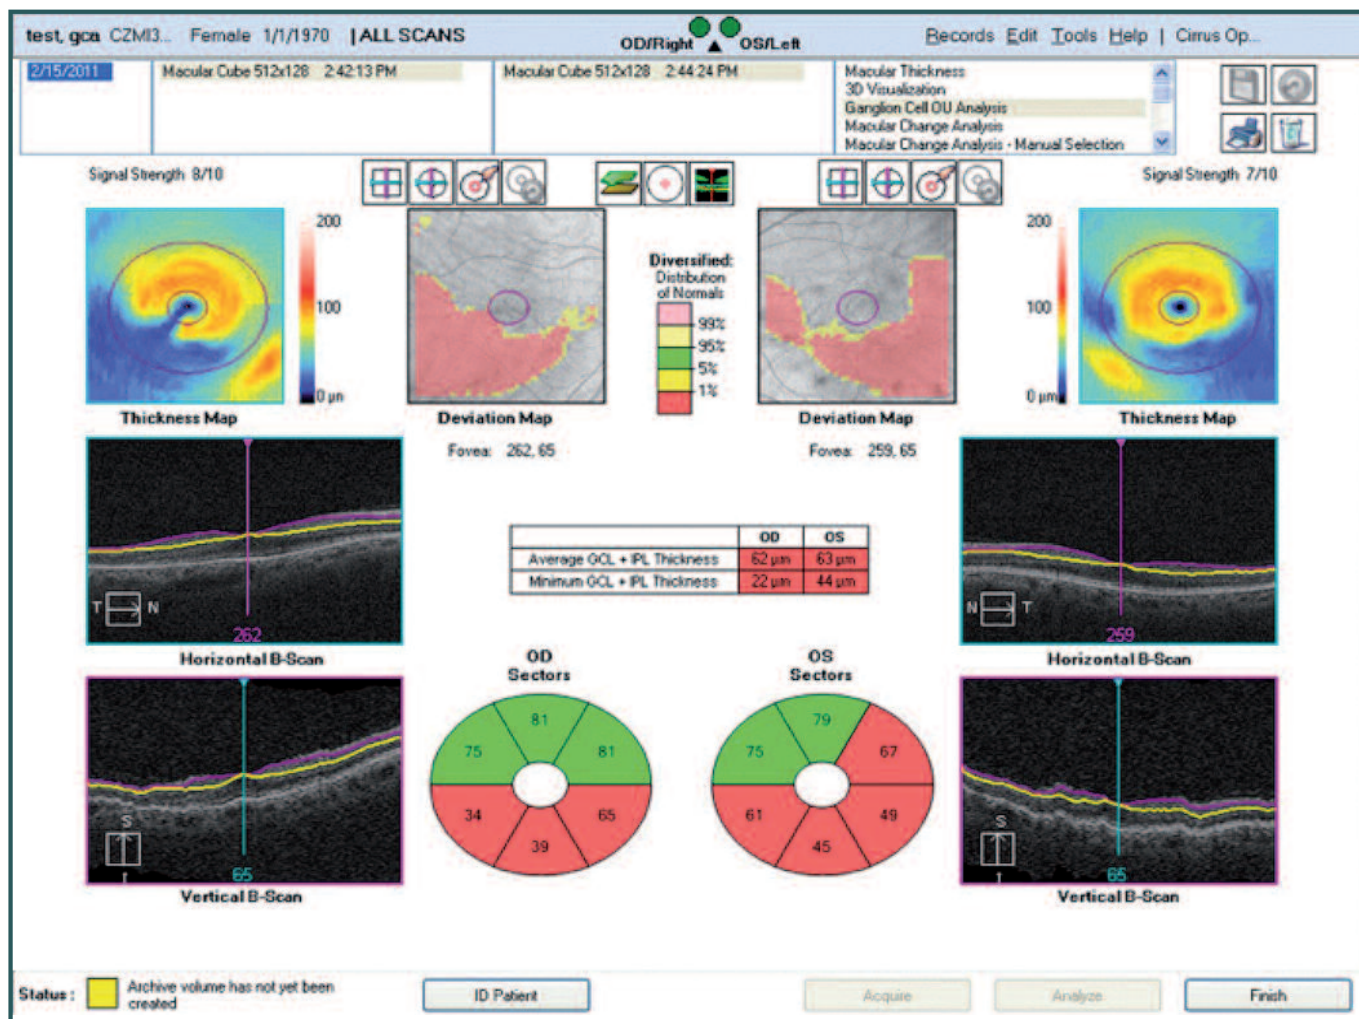 test, gca CZMI3... Female 1/1/1970 | ALL SCANS OD/Right OS/Left Records Edit Tools Help | Cirrus Op...
2/15/2011 Macular Cube 512x128 2:42:13 PM Macular Cube 512x128 2:44:24 PM
Macular Thickness
3D Visualization
Ganglion Cell OU Analysis
Macular Change Analysis
Macular Change Analysis - Manual Selection
Signal Strength 8/10
Signal Strength 7/10
200
100
0 µm
Thickness Map
Deviation Map
Fovea: 262, 65
Diversified:
Distribution
of Normals
99%
95%
5%
1%
Deviation Map
Fovea: 259, 65
200
100
0 µm
Thickness Map
T N
262
Horizontal B-Scan
OD OS
Average GCL + IPL Thickness 62 µm 63 µm
Minimum GCL + IPL Thickness 22 µm 44 µm
N T
259
Horizontal B-Scan
S
I
65
Vertical B-Scan
OD
Sectors
81
75 81
34 65
39
OS
Sectors
79
75 67
61 49
45
S
I
65
Vertical B-Scan
Status : Archive volume has not yet been
created
ID Patient
Acquire
Analyze
Finish